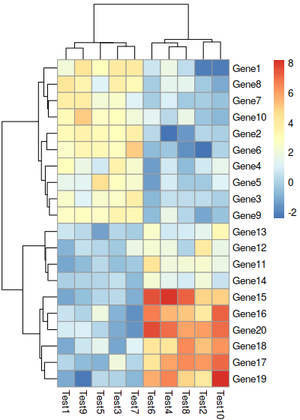 Gene1
8
Gene8
Gene7
6
Gene10
Gene2
4
Gene6
Gene4
2
Gene5
0
Gene3
Gene9
-2
Gene13
Gene12
Gene11
Gene14
Gene15
Gene16
Gene20
Gene18
Gene17
Gene19
Test1
Test9
Test5
Test3
Test7
Test6
Test4
Test8
Test2
Test10